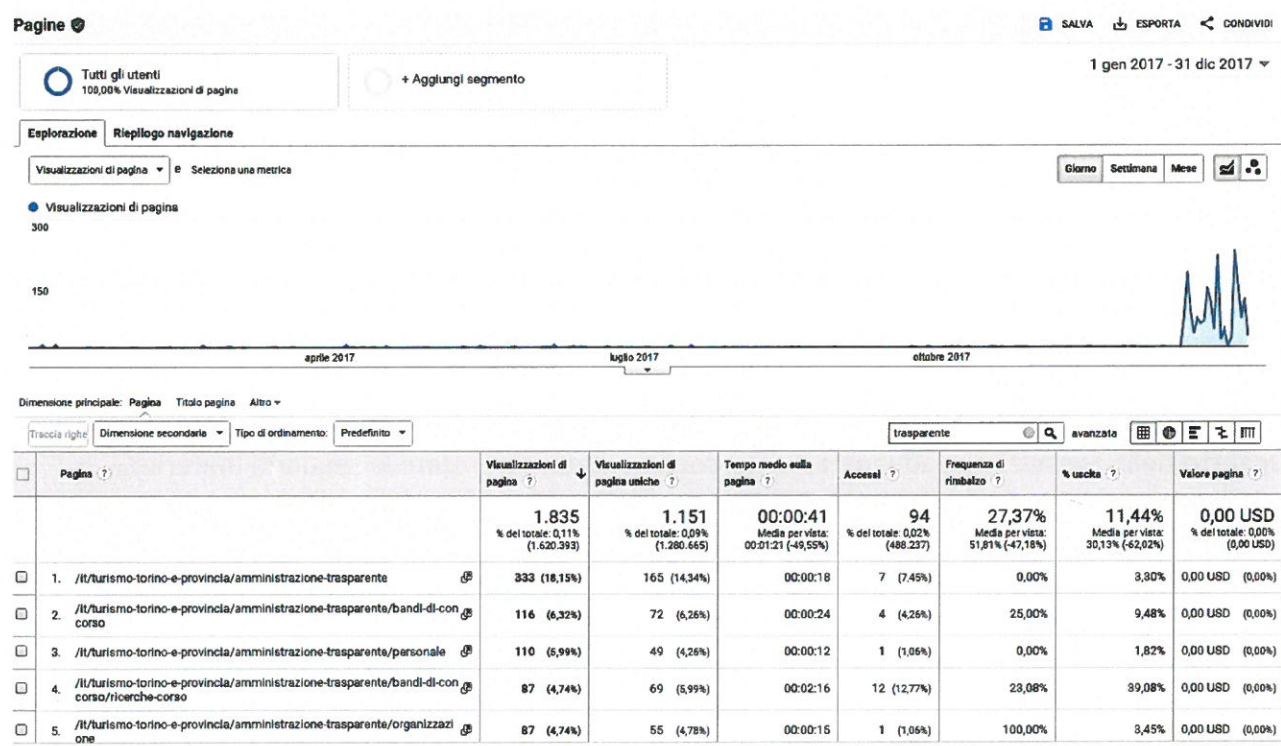 Pagine
SALVA ESPORTA CONDIVIDI
Tutti gli utenti
100,00% Visualizzazioni di pagina
+ Aggiungi segmento
1 gen 2017 - 31 dic 2017
Esplorazione Riepilogo navigazione
Visualizzazioni di pagina e Seleziona una metrica
Giorno Settimana Mese
Visualizzazioni di pagina
300
150
aprile 2017 luglio 2017 ottobre 2017
Dimensione principale: Pagina Titolo pagina Altro
Traccia righe Dimensione secondaria Tipo di ordinamento: Predefinito
trasparente avanzata
Pagina ? Visualizzazioni di pagina ? Visualizzazioni di pagina uniche ? Tempo medio sulla pagina ? Accessi ? Frequenza di rimbalzo ? % uscita ? Valore pagina ?
1.835 1.151 00:00:41 94 27,37% 11,44% 0,00 USD
% del totale: 0,11% (1.620.393) % del totale: 0,09% (1.280.665) Media per vista: 00:01:21 (-49,55%) % del totale: 0,02% (488.237) Media per vista: 51,81% (-47,18%) Media per vista: 30,13% (-62,02%) % del totale: 0,00% (0,00 USD)
1. /it/turismo-torino-e-provincia/amministrazione-trasparente 333 (18,15%) 165 (14,34%) 00:00:18 7 (7,45%) 0,00% 3,30% 0,00 USD (0,00%)
2. /it/turismo-torino-e-provincia/amministrazione-trasparente/bandi-di-con
corso 116 (6,32%) 72 (6,26%) 00:00:24 4 (4,26%) 25,00% 9,48% 0,00 USD (0,00%)
3. /it/turismo-torino-e-provincia/amministrazione-trasparente/personale 110 (5,99%) 49 (4,26%) 00:00:12 1 (1,06%) 0,00% 1,82% 0,00 USD (0,00%)
4. /it/turismo-torino-e-provincia/amministrazione-trasparente/bandi-di-con
corso/ricerche-corso 87 (4,74%) 69 (5,99%) 00:02:16 12 (12,77%) 23,08% 39,08% 0,00 USD (0,00%)
5. /it/turismo-torino-e-provincia/amministrazione-trasparente/organizzazi
one 87 (4,74%) 55 (4,78%) 00:00:15 1 (1,06%) 100,00% 3,45% 0,00 USD (0,00%)